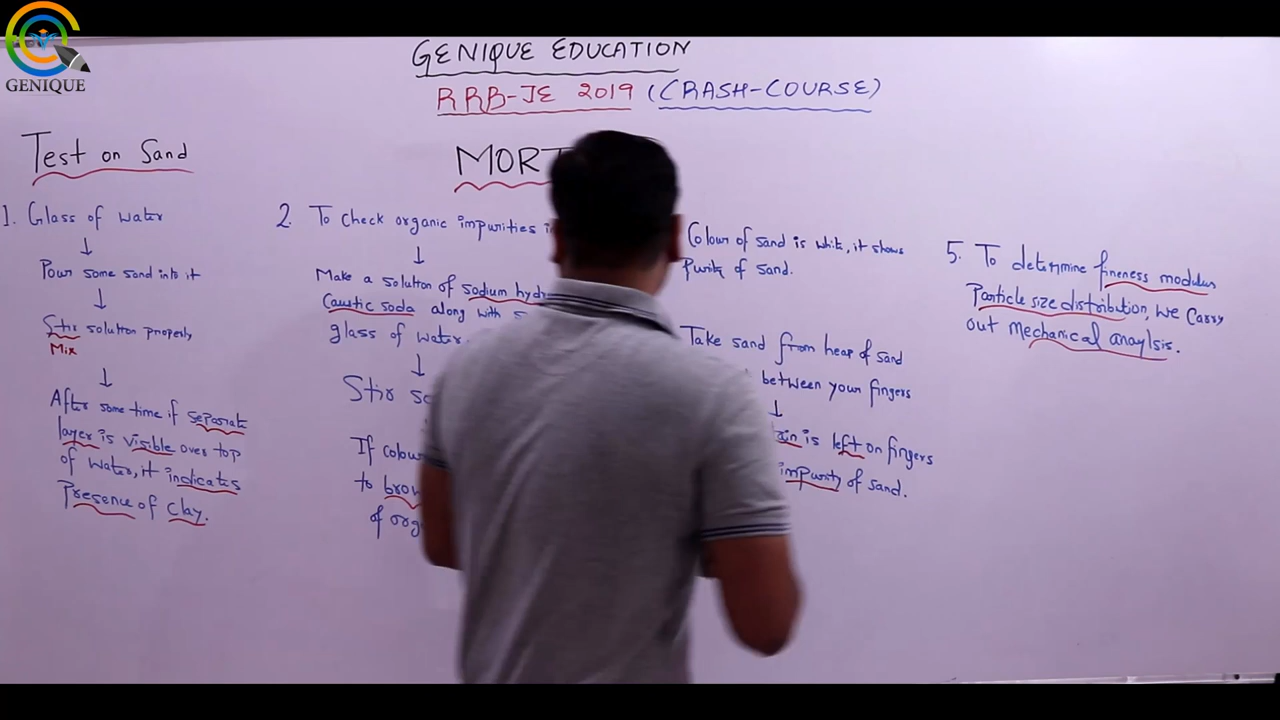 GENIQUE
GENIQUE EDUCATION
RRB-JE 2019 (CRASH-COURSE)
Test on Sand
MORT
1. Glass of water
Pour some sand into it
Stir solution properly
Mix
After some time if separate
layer is visible over top
of water, it indicates
Presence of clay.
2. To check organic impurities
Make a solution of sodium hydr
Caustic soda along with
glass of water.
Stir
If colour
to brow
of org
Colour of sand is white, it shows
Purity of sand.
Take sand from heap of sand
between your fingers
is left on fingers
impurity of sand.
5. To determine fineness modulus
Particle size distribution, we carry
out mechanical anaylsis.